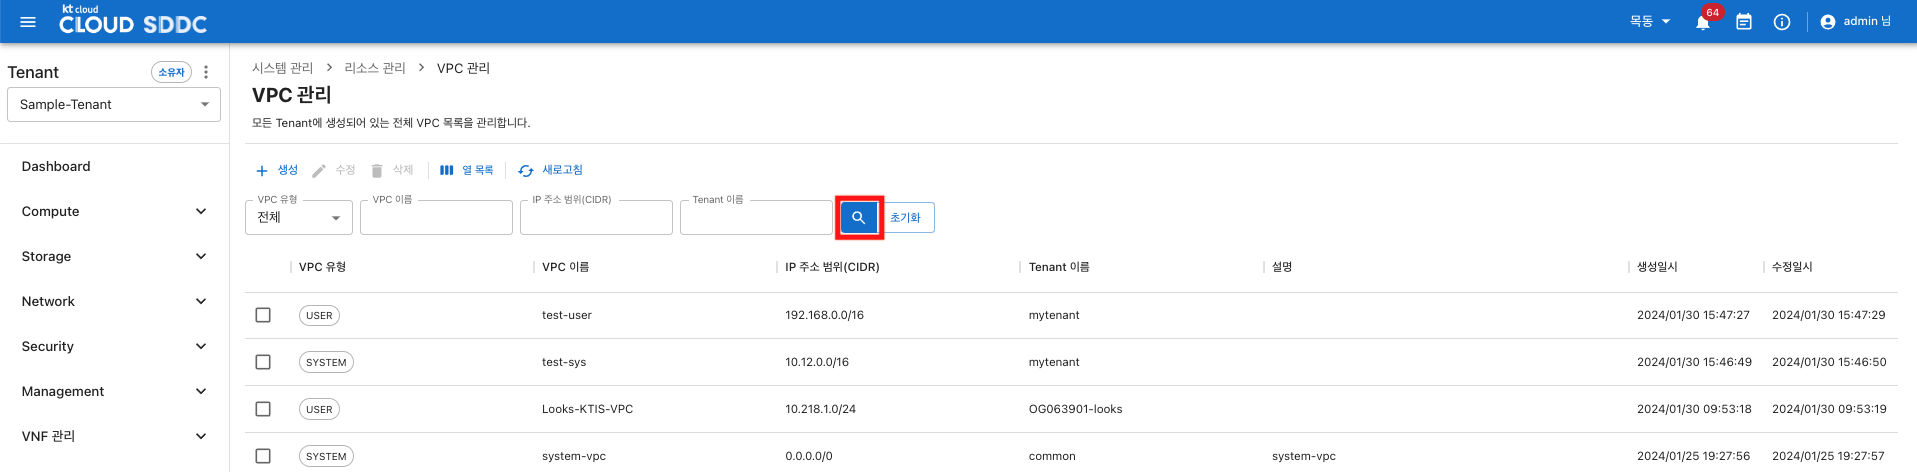 kt cloud
CLOUD SDDC
목동
64
admin 님
Tenant
소유자
Sample-Tenant
Dashboard
Compute
Storage
Network
Security
Management
VNF 관리
시스템 관리 > 리소스 관리 > VPC 관리
VPC 관리
모든 Tenant에 생성되어 있는 전체 VPC 목록을 관리합니다.
+ 생성 수정 삭제 열 목록 새로고침
VPC 유형 VPC 이름 IP 주소 범위(CIDR) Tenant 이름
전체 초기화
VPC 유형 VPC 이름 IP 주소 범위(CIDR) Tenant 이름 설명 생성일시 수정일시
USER test-user 192.168.0.0/16 mytenant 2024/01/30 15:47:27 2024/01/30 15:47:29
SYSTEM test-sys 10.12.0.0/16 mytenant 2024/01/30 15:46:49 2024/01/30 15:46:50
USER Looks-KTIS-VPC 10.218.1.0/24 OG063901-looks 2024/01/30 09:53:18 2024/01/30 09:53:19
SYSTEM system-vpc 0.0.0.0/0 common system-vpc 2024/01/25 19:27:56 2024/01/25 19:27:57